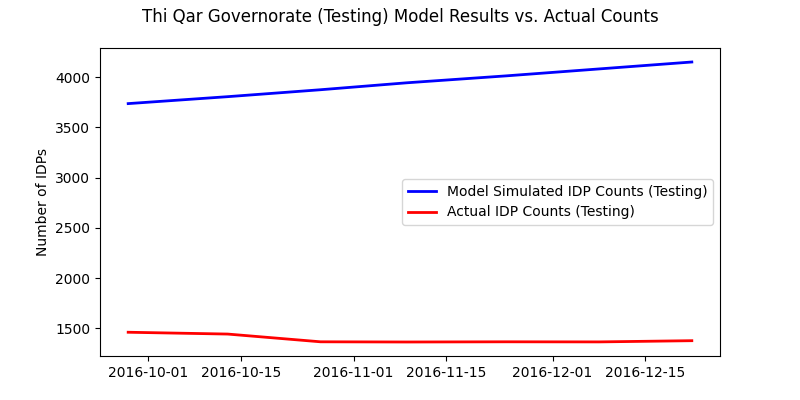 Thi Qar Governorate (Testing) Model Results vs. Actual Counts
4000
3500
3000
2500
2000
1500
Number of IDPs
Model Simulated IDP Counts (Testing)
Actual IDP Counts (Testing)
2016-10-01 2016-10-15 2016-11-01 2016-11-15 2016-12-01 2016-12-15